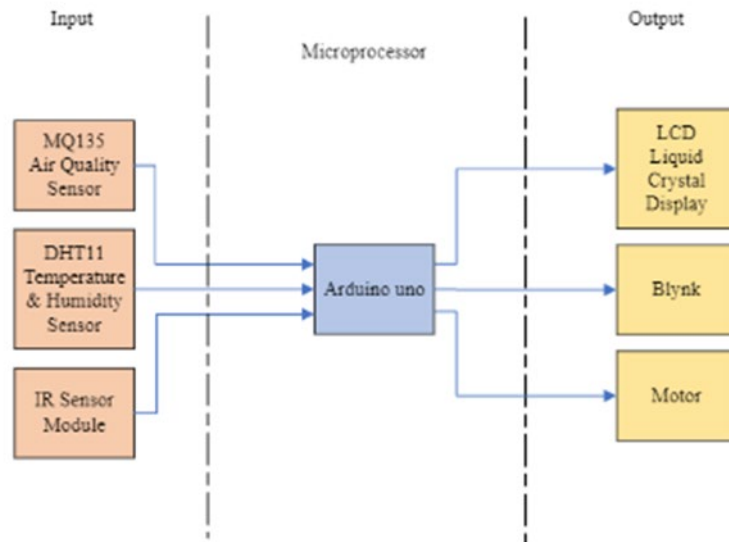 Input
Microprocessor
Output
MQ135
Air Quality
Sensor
DHT11
Temperature
& Humidity
Sensor
IR Sensor
Module
Arduino uno
LCD
Liquid
Crystal
Display
Blynk
Motor